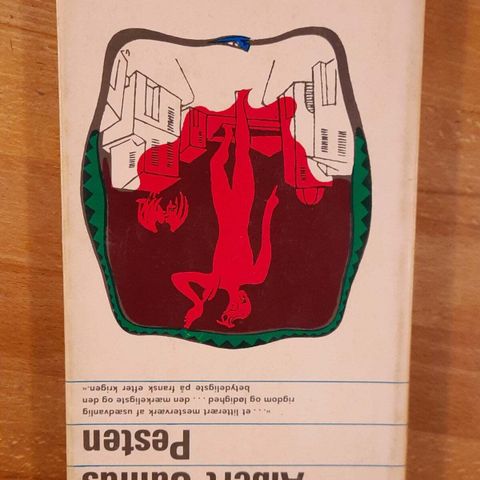 Albert Camus
Pesten
»....et litterært mesterværk af usædvanlig
rigdom og lødighed ... den mærkeligste og den
betydeligste på fransk efter krigen.«